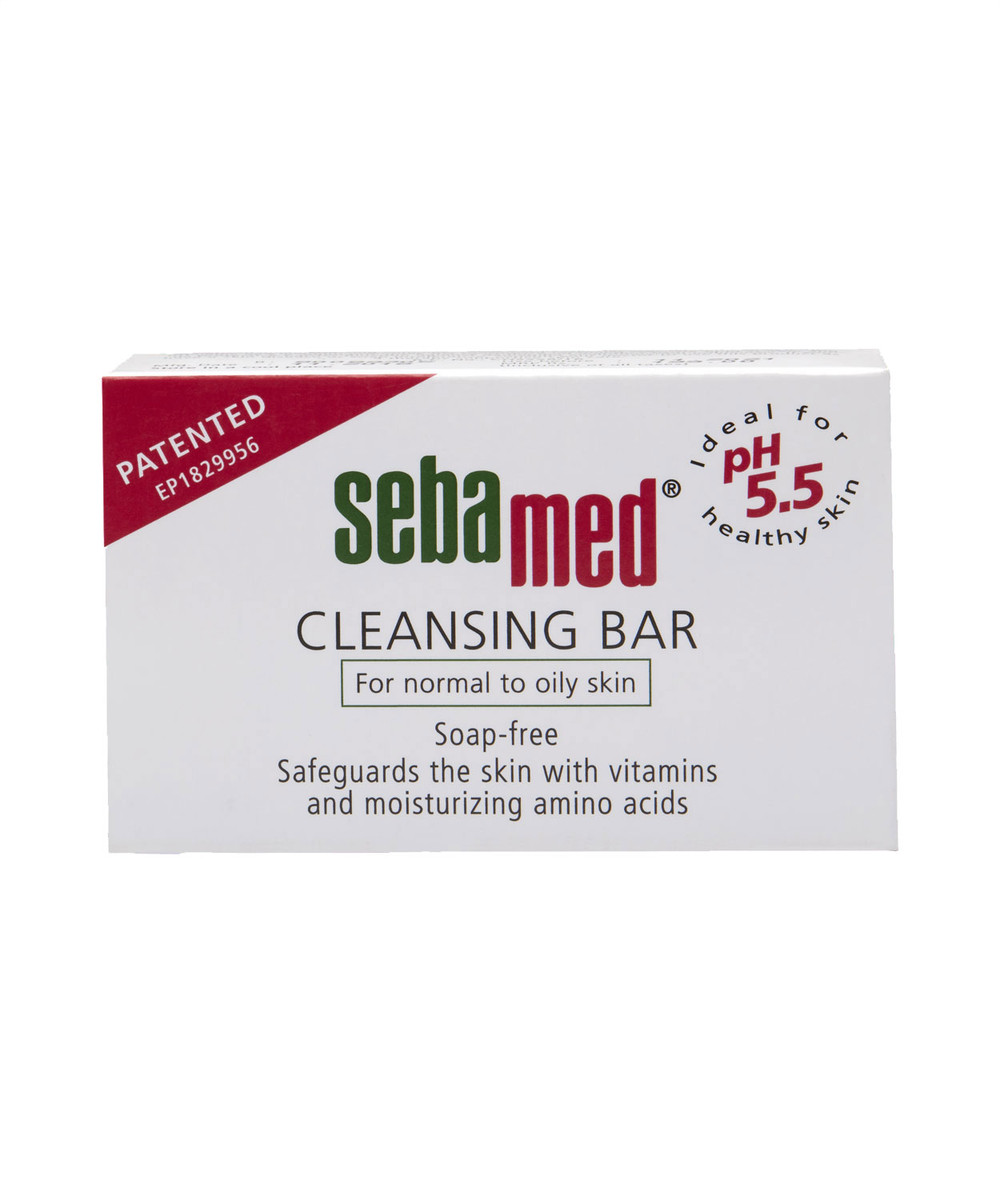 PATENTED
EP1829956
sebamed®
Ideal for
pH
5.5
healthy skin
CLEANSING BAR
For normal to oily skin
Soap-free
Safeguards the skin with vitamins
and moisturizing amino acids